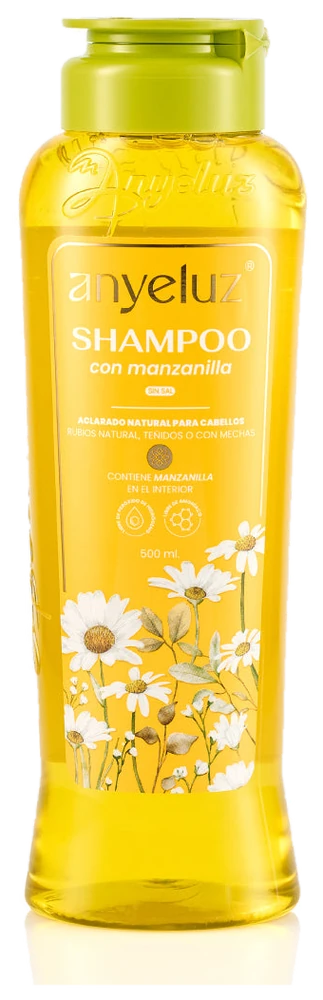 Anyeluz
anyeluz®
SHAMPOO
con manzanilla
SIN SAL
ACLARADO NATURAL PARA CABELLOS
RUBIOS NATURAL, TEÑIDOS O CON MECHAS
CONTIENE MANZANILLA
EN EL INTERIOR
500 ml.